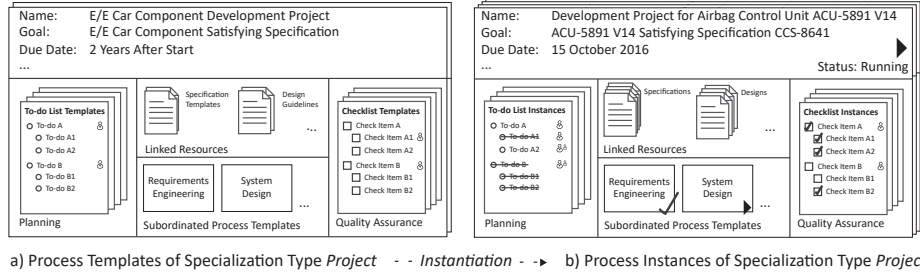 Name: E/E Car Component Development Project
Goal: E/E Car Component Satisfying Specification
Due Date: 2 Years After Start
...
To-do List Templates
To-do A
To-do A1
To-do A2
To-do B
To-do B1
To-do B2
Planning
Specification Templates
Design Guidelines
...
Linked Resources
Requirements Engineering
System Design
...
Subordinated Process Templates
Checklist Templates
Check Item A
Check Item A1
Check Item A2
Check Item B
Check Item B1
Check Item B2
Quality Assurance
Name: Development Project for Airbag Control Unit ACU-5891 V14
Goal: ACU-5891 V14 Satisfying Specification CCS-8641
Due Date: 15 October 2016
...
Status: Running
To-do List Instances
To-do A
To-do A1
To-do A2
To-do B
To-do B1
To-do B2
Planning
Specifications
Designs
...
Linked Resources
Requirements Engineering
System Design
...
Subordinated Process Templates
Checklist Instances
Check Item A
Check Item A1
Check Item A2
Check Item B
Check Item B1
Check Item B2
Quality Assurance
a) Process Templates of Specialization Type Project - - Instantiation - - b) Process Instances of Specialization Type Projec